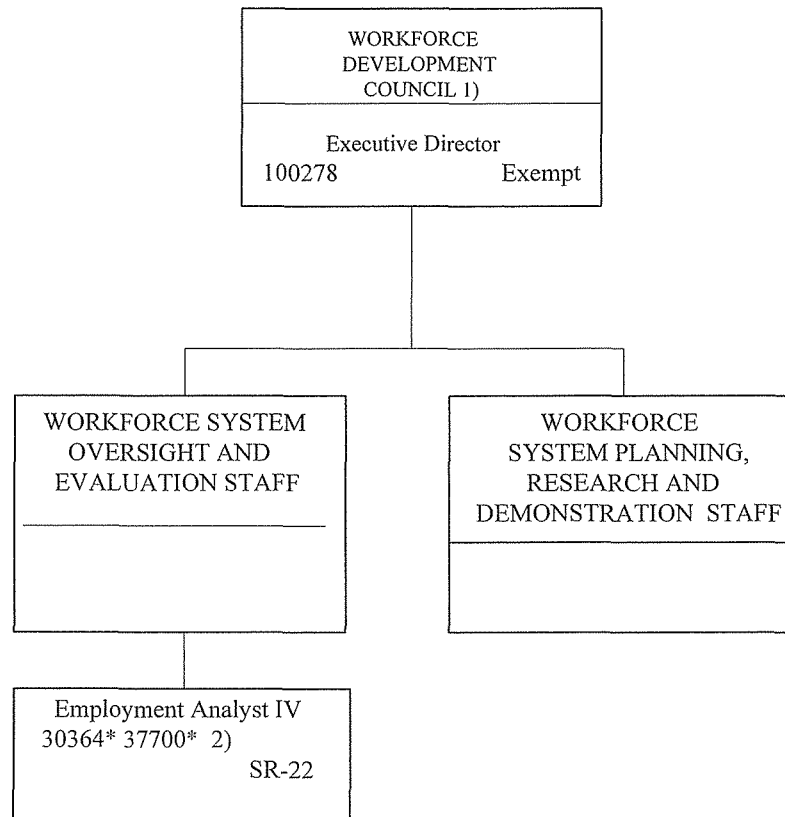 WORKFORCE
DEVELOPMENT
COUNCIL 1)
Executive Director
100278 Exempt
WORKFORCE SYSTEM
OVERSIGHT AND
EVALUATION STAFF
WORKFORCE
SYSTEM PLANNING,
RESEARCH AND
DEMONSTRATION STAFF
Employment Analyst IV
30364* 37700* 2)
SR-22